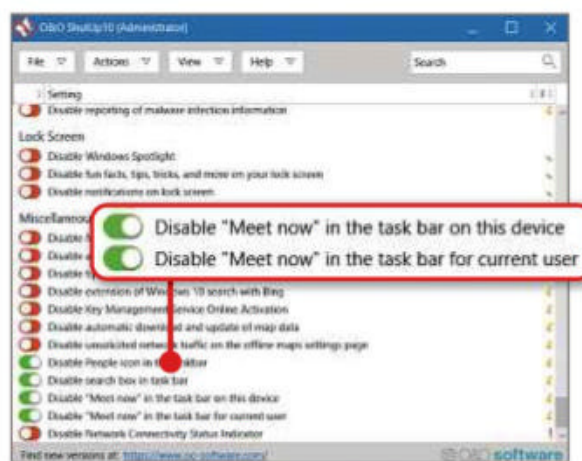 O&O ShutUp10 (Administrator)
File Actions View Help Search
Setting
Disable reporting of malware infection information
Lock Screen
Disable Windows Spotlight
Disable fun facts, tips, tricks, and more on your lock screen
Disable notifications on lock screen
Miscellaneous
Disable "Meet now" in the task bar on this device
Disable "Meet now" in the task bar for current user
Disable
Disable
Disable
Disable extension of Windows 10 search with Bing
Disable Key Management Service Online Activation
Disable automatic download and update of map data
Disable unsolicited network traffic on the offline maps settings page
Disable People icon in the taskbar
Disable search box in task bar
Disable "Meet now" in the task bar on this device
Disable "Meet now" in the task bar for current user
Disable Network Connectivity Status Indicator
Find new versions at: https://www.oo-software.com/ O&O software